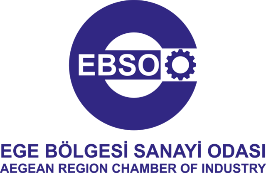 EBSO
EGE BÖLGESİ SANAYİ ODASI
AEGEAN REGION CHAMBER OF INDUSTRY